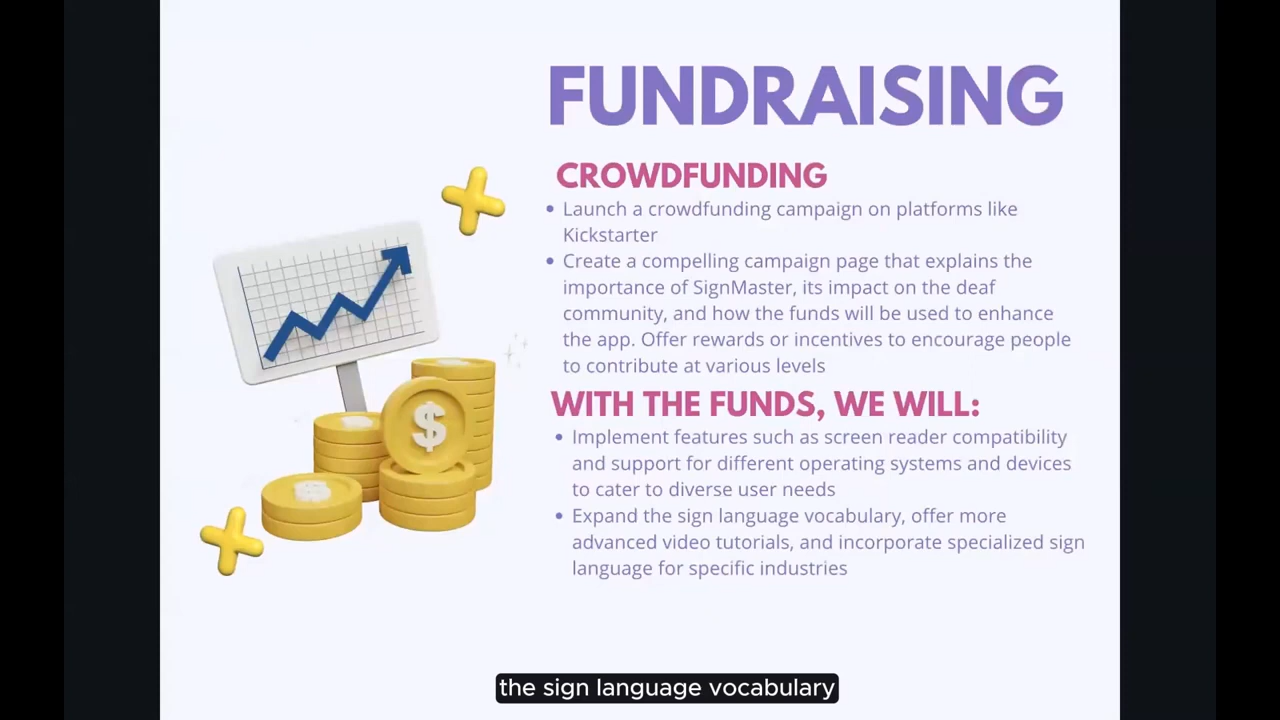 FUNDRAISING
CROWDFUNDING
• Launch a crowdfunding campaign on platforms like
Kickstarter
• Create a compelling campaign page that explains the
importance of SignMaster, its impact on the deaf
community, and how the funds will be used to enhance
the app. Offer rewards or incentives to encourage people
to contribute at various levels
WITH THE FUNDS, WE WILL:
• Implement features such as screen reader compatibility
and support for different operating systems and devices
to cater to diverse user needs
• Expand the sign language vocabulary, offer more
advanced video tutorials, and incorporate specialized sign
language for specific industries
$
the sign language vocabulary